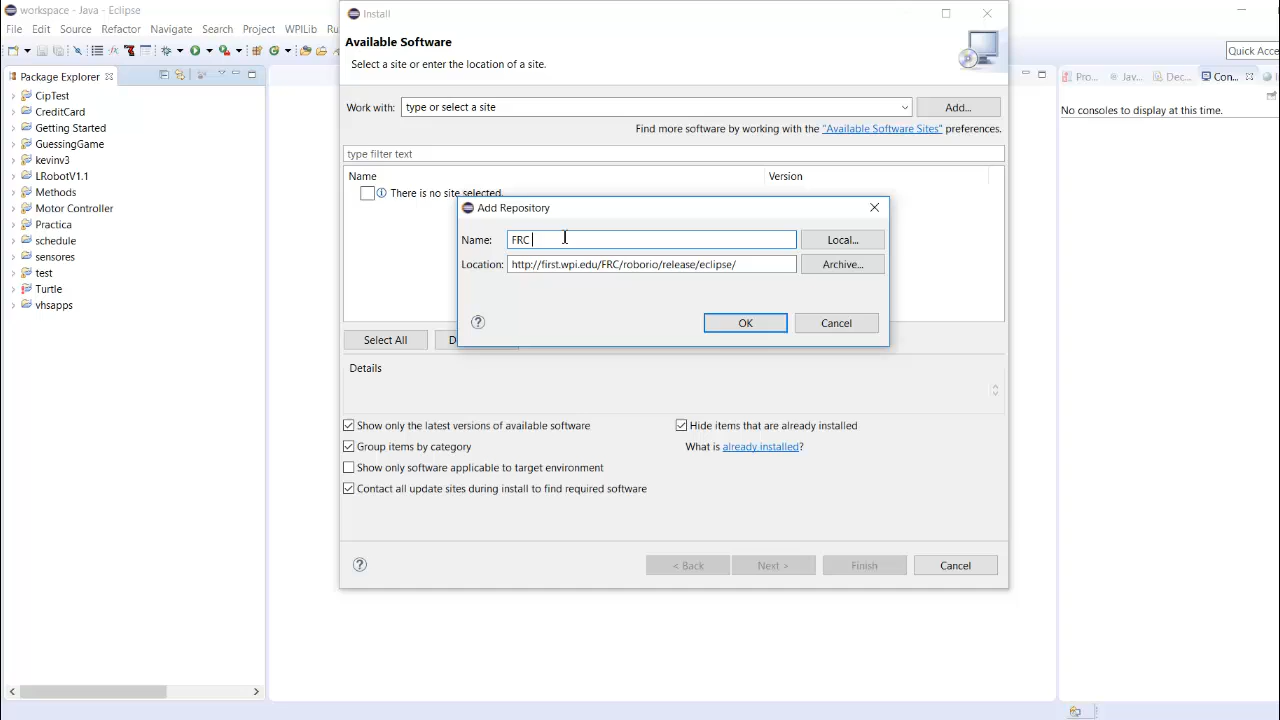 workspace - Java - Eclipse
File Edit Source Refactor Navigate Search Project WPILib Ru
Quick Acce
Package Explorer
CipTest
CreditCard
Getting Started
GuessingGame
kevinv3
LRobotV1.1
Methods
Motor Controller
Practica
schedule
sensores
test
Turtle
vhsapps
Install
Available Software
Select a site or enter the location of a site.
Work with: type or select a site Add...
Find more software by working with the "Available Software Sites" preferences.
type filter text
Name Version
There is no site selected.
Add Repository
Name: FRC Local...
Location: http://first.wpi.edu/FRC/roborio/release/eclipse/ Archive...
? OK Cancel
Select All D
Details
Show only the latest versions of available software Hide items that are already installed
Group items by category What is already installed?
Show only software applicable to target environment
Contact all update sites during install to find required software
? < Back Next > Finish Cancel
Pro... Jav... Dec... Con...
No consoles to display at this time.